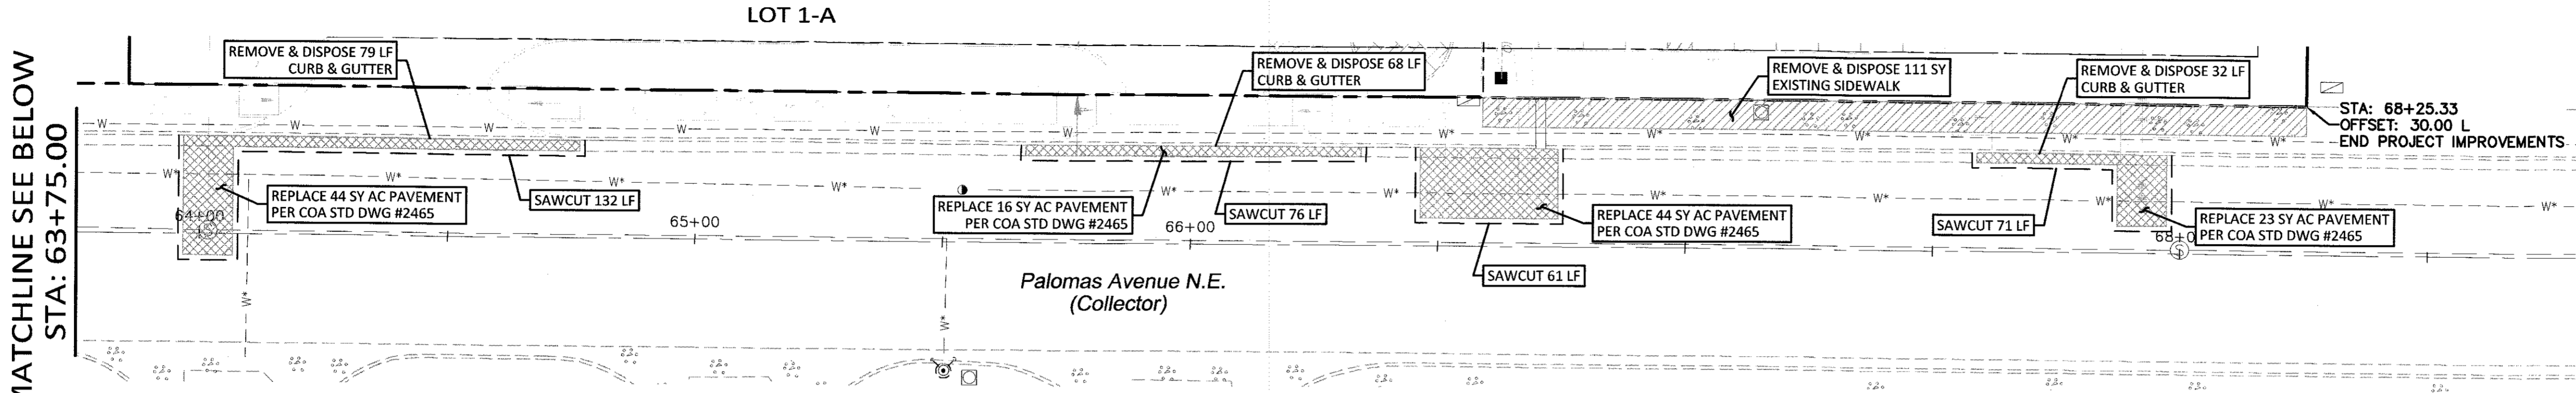 LOT 1-A
MATCHLINE SEE BELOW
STA: 63+75.00
REMOVE & DISPOSE 79 LF
CURB & GUTTER
REMOVE & DISPOSE 68 LF
CURB & GUTTER
REMOVE & DISPOSE 111 SY
EXISTING SIDEWALK
REMOVE & DISPOSE 32 LF
CURB & GUTTER
STA: 68+25.33
OFFSET: 30.00 L
END PROJECT IMPROVEMENTS
W W W W W W W* W* W* W* W*
W* W* W* W* W* W* W* W* W* W* W*
REPLACE 44 SY AC PAVEMENT
PER COA STD DWG #2465
SAWCUT 132 LF
REPLACE 16 SY AC PAVEMENT
PER COA STD DWG #2465
SAWCUT 76 LF
REPLACE 44 SY AC PAVEMENT
PER COA STD DWG #2465
SAWCUT 71 LF
REPLACE 23 SY AC PAVEMENT
PER COA STD DWG #2465
64+00
65+00
66+00
68+0
SAWCUT 61 LF
Palomas Avenue N.E.
(Collector)
W*
W*